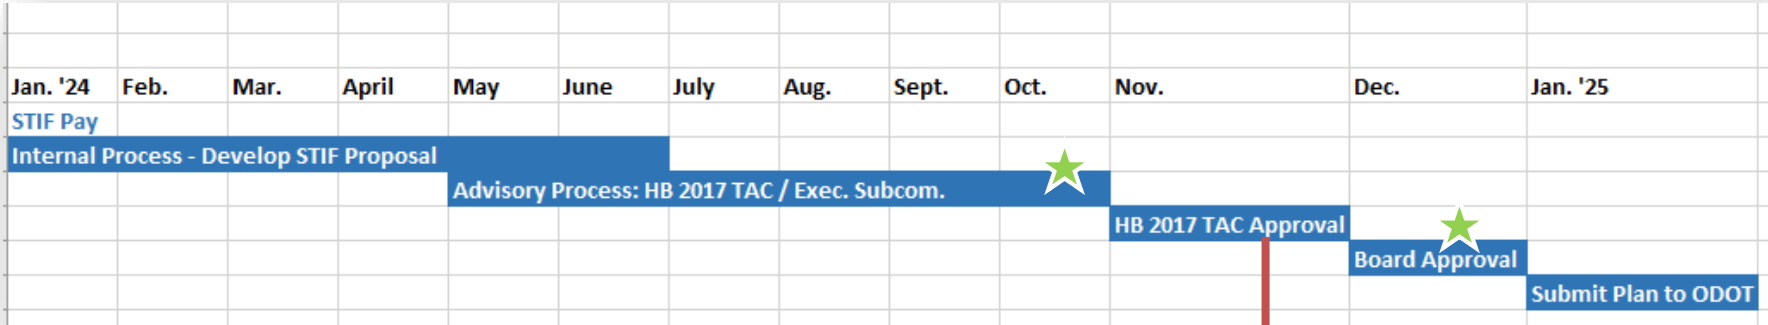 Jan. '24 Feb. Mar. April May June July Aug. Sept. Oct. Nov. Dec. Jan. '25
STIF Pay
Internal Process - Develop STIF Proposal
Advisory Process: HB 2017 TAC / Exec. Subcom.
HB 2017 TAC Approval
Board Approval
Submit Plan to ODOT